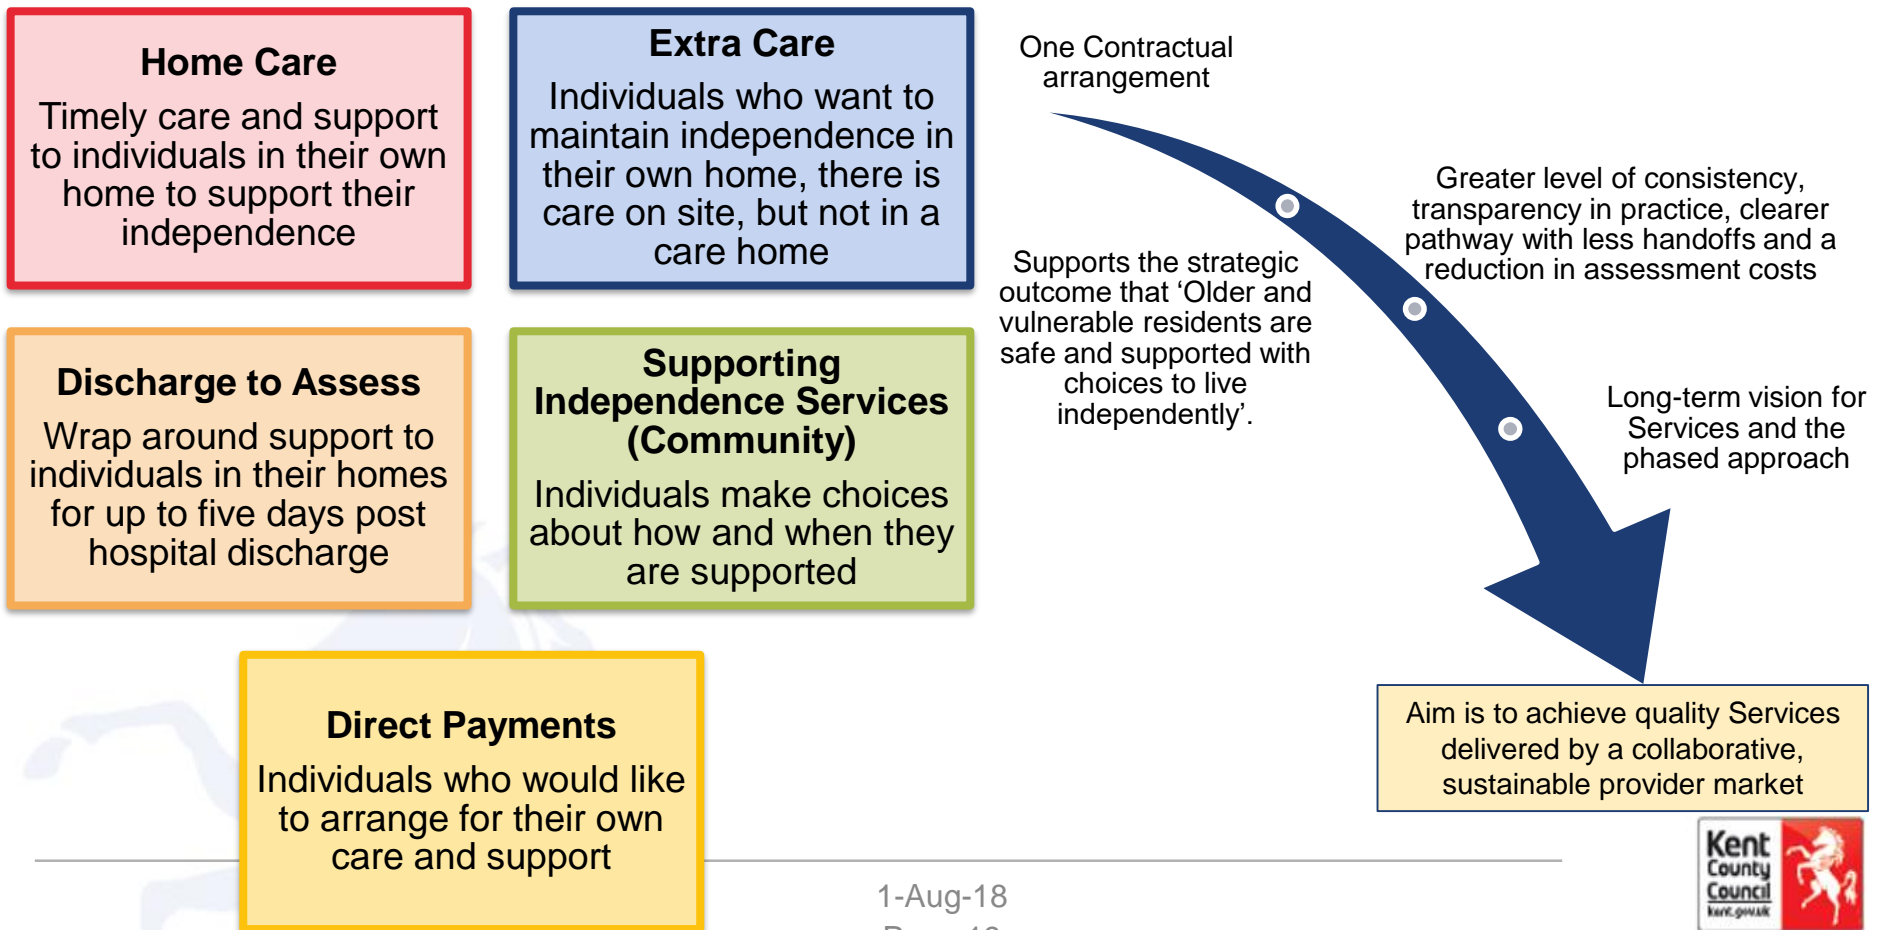 Home Care
Timely care and support
to individuals in their own
home to support their
independence
Extra Care
Individuals who want to
maintain independence in
their own home, there is
care on site, but not in a
care home
Discharge to Assess
Wrap around support to
individuals in their homes
for up to five days post
hospital discharge
Supporting
Independence Services
(Community)
Individuals make choices
about how and when they
are supported
Direct Payments
Individuals who would like
to arrange for their own
care and support
One Contractual
arrangement
Supports the strategic
outcome that ‘Older and
vulnerable residents are
safe and supported with
choices to live
independently’.
Greater level of consistency,
transparency in practice, clearer
pathway with less handoffs and a
reduction in assessment costs
Long-term vision for
Services and the
phased approach
Aim is to achieve quality Services
delivered by a collaborative,
sustainable provider market
1-Aug-18
Kent
County
Council
kent.gov.uk